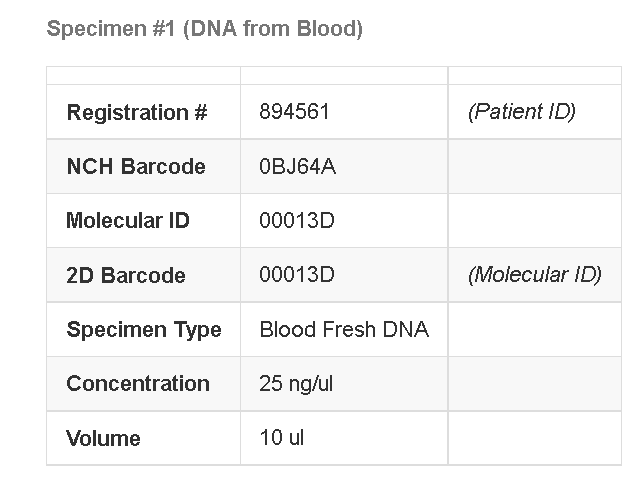 Specimen #1 (DNA from Blood)
Registration # 894561 (Patient ID)
NCH Barcode 0BJ64A
Molecular ID 00013D
2D Barcode 00013D (Molecular ID)
Specimen Type Blood Fresh DNA
Concentration 25 ng/ul
Volume 10 ul